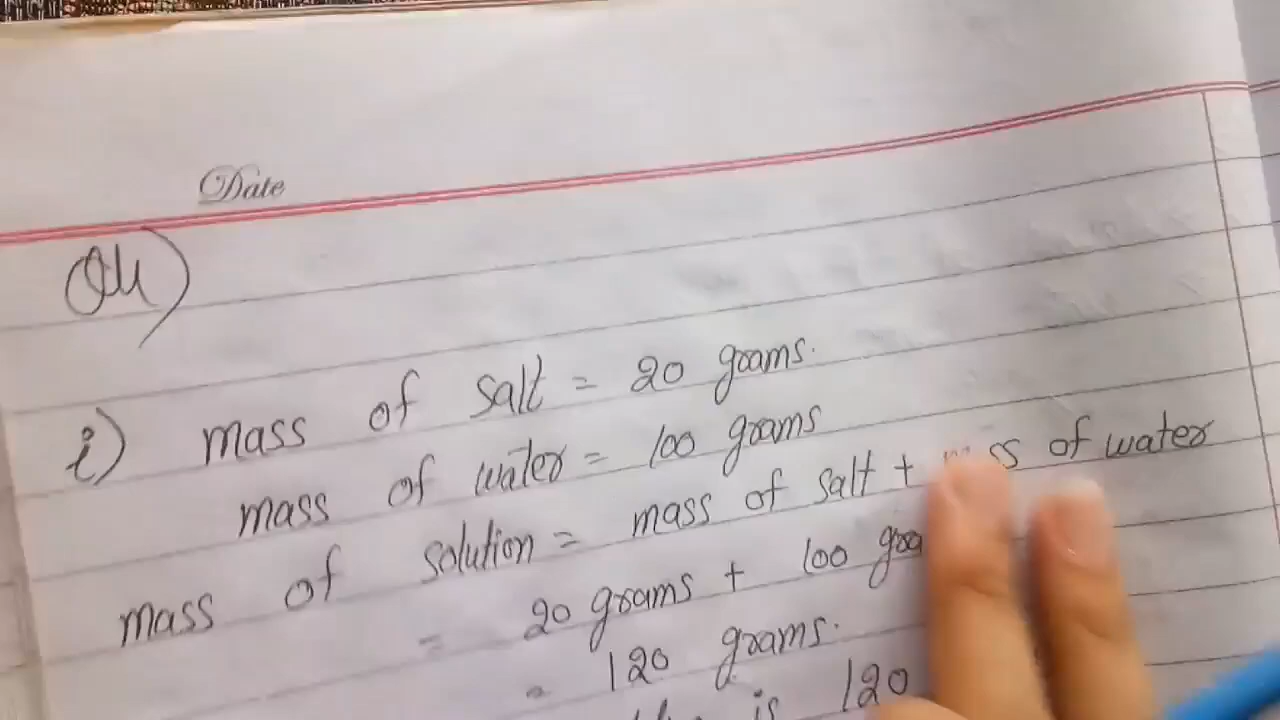 Date
Q4)
i) mass of salt = 20 grams.
mass of water = 100 grams
mass of solution = mass of salt + mass of water
= 20 grams + 100
= 120 grams.
is 120